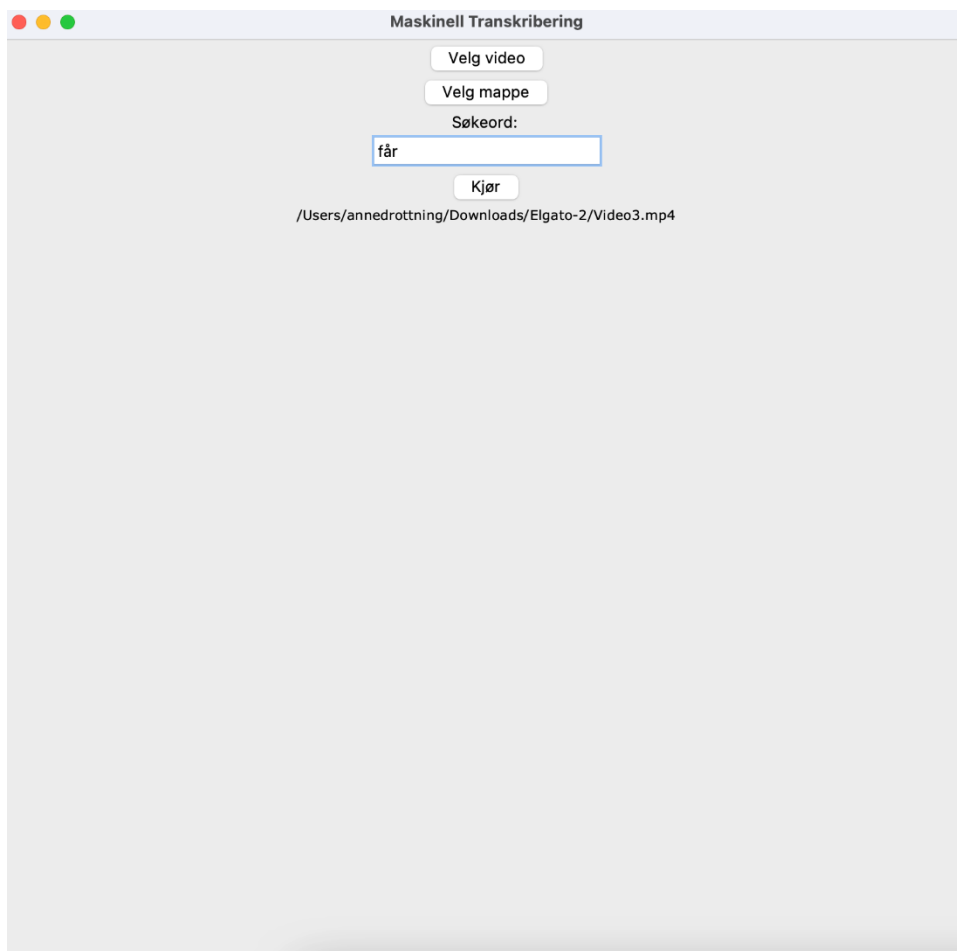 Maskinell Transkribering
Velg video
Velg mappe
Søkeord:
får
Kjør
/Users/annedrottning/Downloads/Elgato-2/Video3.mp4